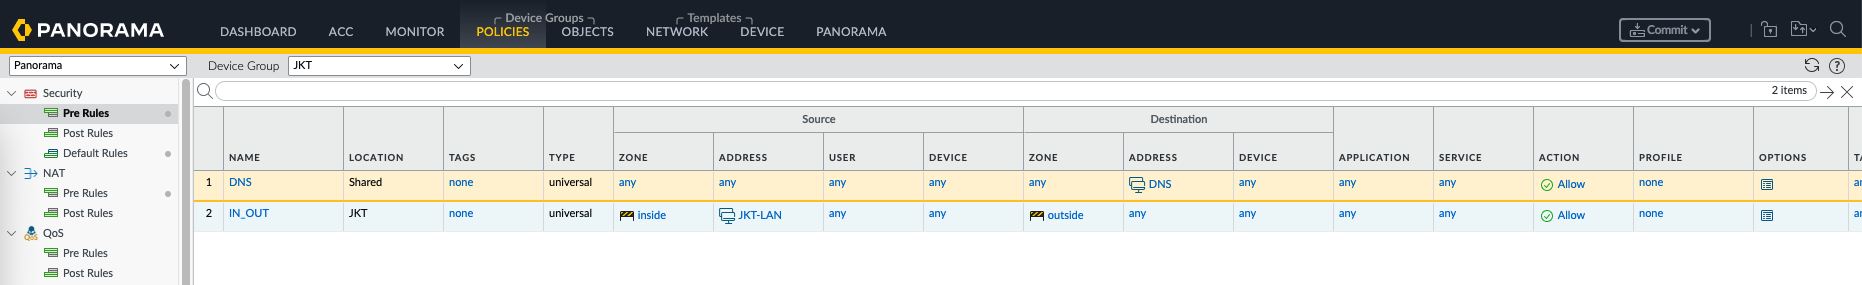 PANORAMA
Device Groups
Templates
DASHBOARD ACC MONITOR POLICIES OBJECTS NETWORK DEVICE PANORAMA
Commit
Panorama Device Group JKT
Security
Pre Rules
Post Rules
Default Rules
NAT
Pre Rules
Post Rules
QoS
Pre Rules
Post Rules
2 items
Source Destination
NAME LOCATION TAGS TYPE ZONE ADDRESS USER DEVICE ZONE ADDRESS DEVICE APPLICATION SERVICE ACTION PROFILE OPTIONS
1 DNS Shared none universal any any any any any DNS any any any Allow none
2 IN_OUT JKT none universal inside JKT-LAN any any outside any any any any Allow none